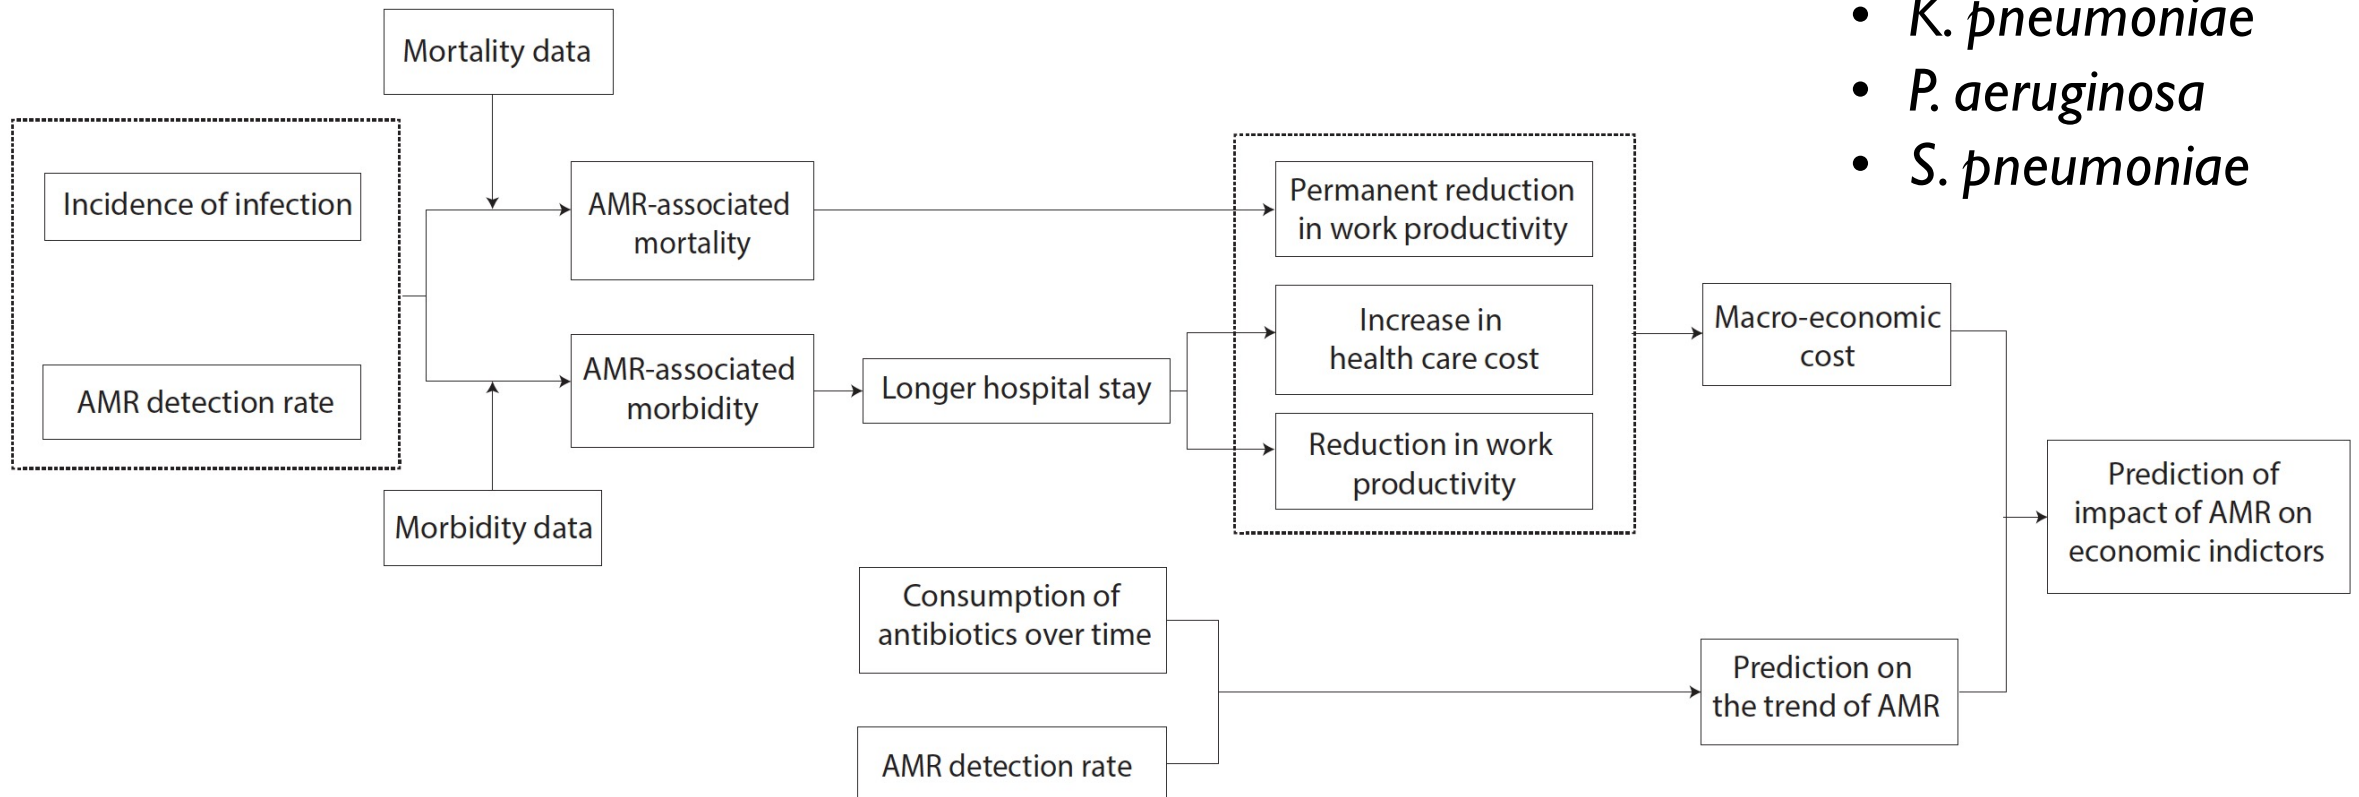 Mortality data
• K. pneumoniae
• P. aeruginosa
• S. pneumoniae
Incidence of infection
AMR detection rate
AMR-associated
mortality
AMR-associated
morbidity
Morbidity data
Longer hospital stay
Permanent reduction
in work productivity
Increase in
health care cost
Reduction in work
productivity
Macro-economic
cost
Consumption of
antibiotics over time
AMR detection rate
Prediction on
the trend of AMR
Prediction of
impact of AMR on
economic indictors